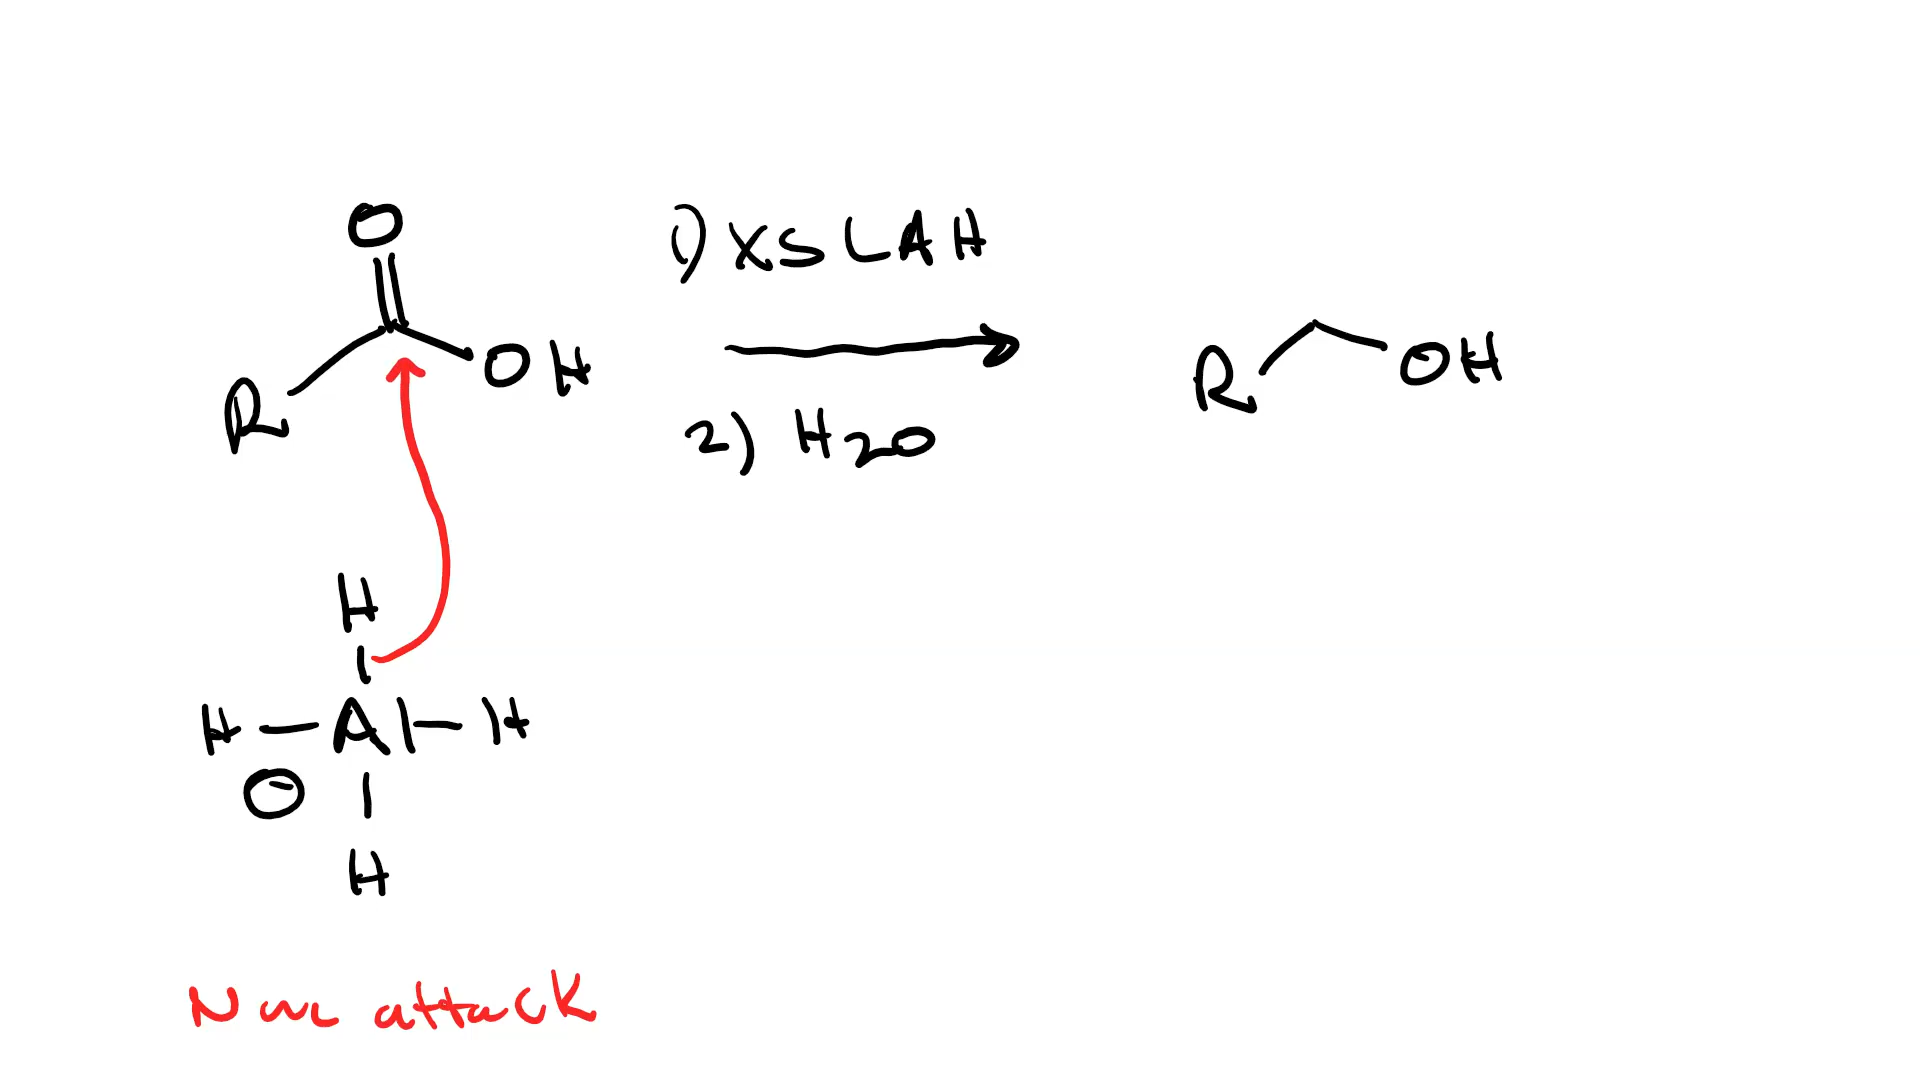 O
1) XS LAH
R
OH
2) H2O
R
OH
H
H - Al - H
⊖
H
Nuc attack